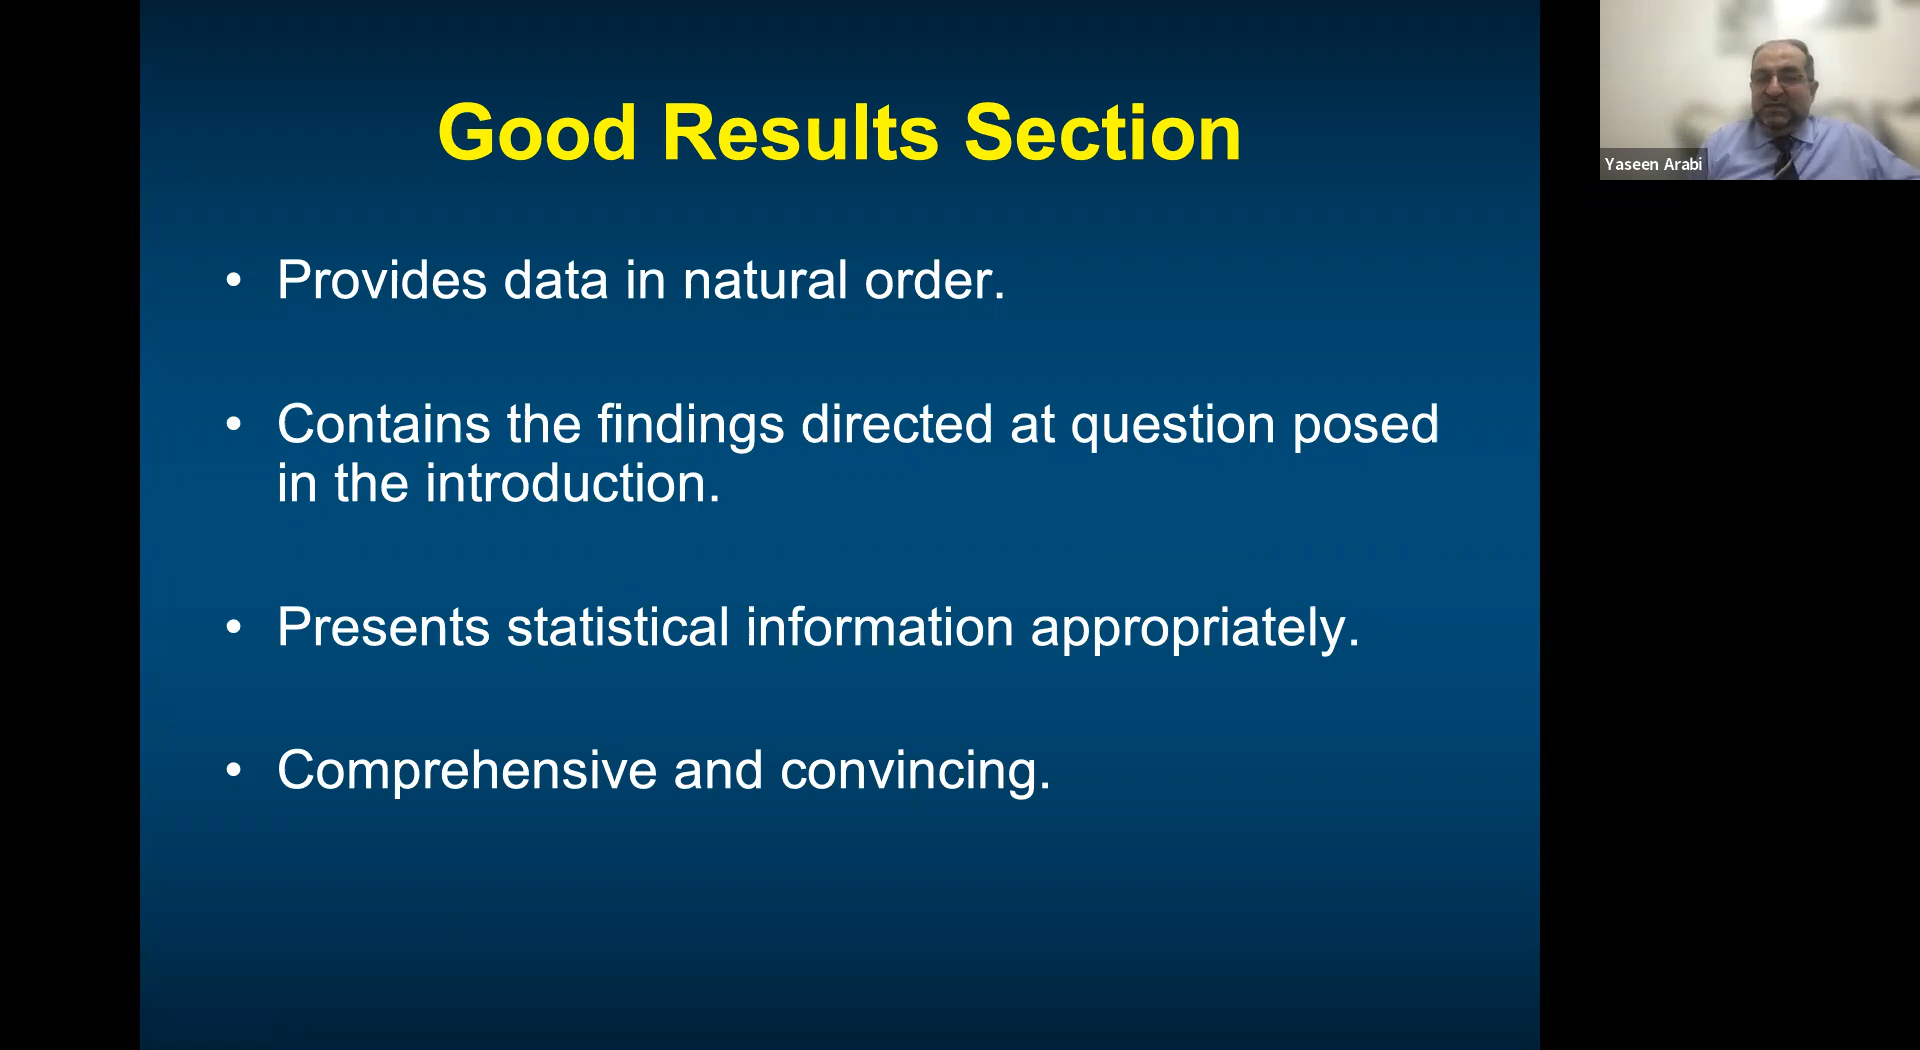 Good Results Section
• Provides data in natural order.
• Contains the findings directed at question posed
in the introduction.
• Presents statistical information appropriately.
• Comprehensive and convincing.
Yaseen Arabi